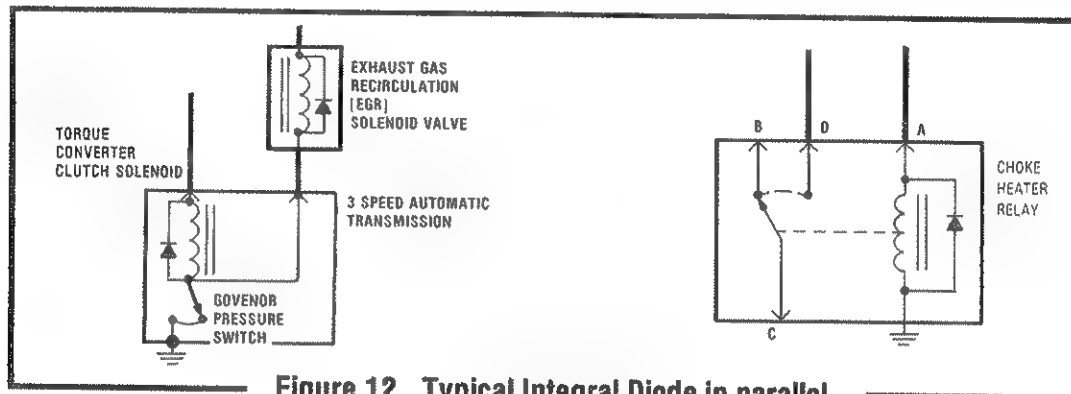 EXHAUST GAS
RECIRCULATION
[EGR]
SOLENOID VALVE
TORQUE
CONVERTER
CLUTCH SOLENOID
3 SPEED AUTOMATIC
TRANSMISSION
GOVENOR
PRESSURE
SWITCH
B
D
A
CHOKE
HEATER
RELAY
C
Figure 12 Typical Integral Diode in parallel